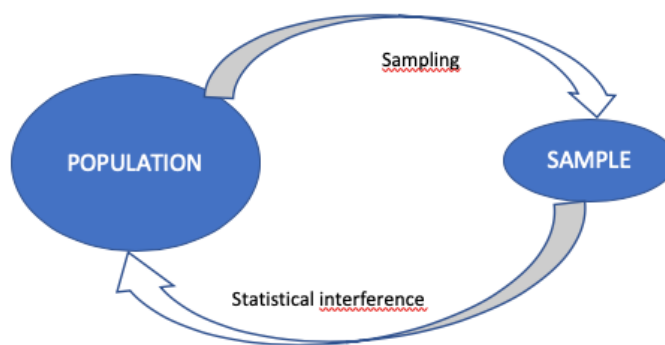 Sampling
POPULATION
SAMPLE
Statistical interference